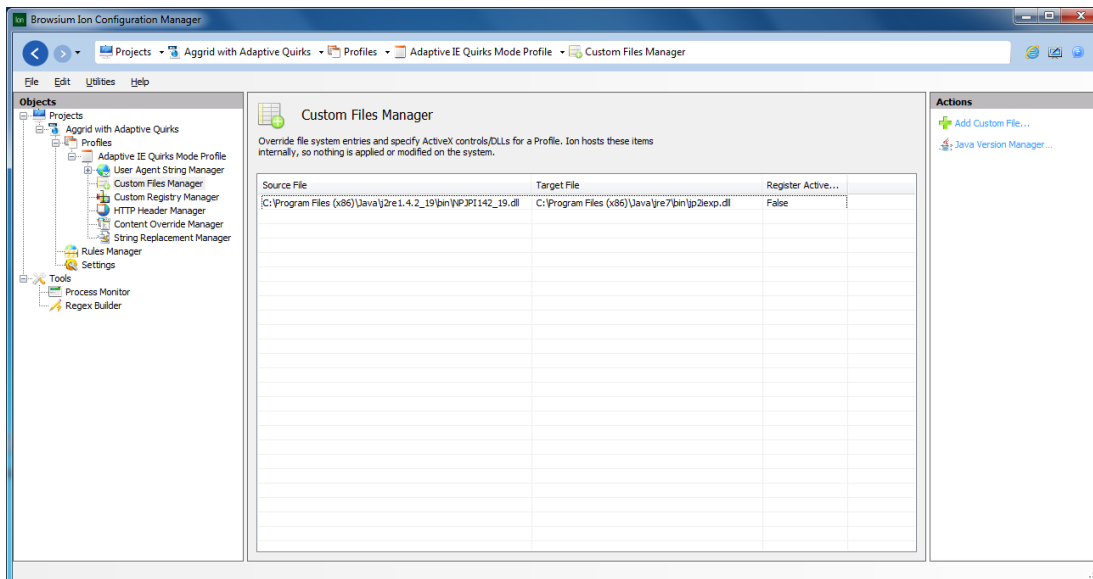 Ion Browsium Ion Configuration Manager
Projects Aggrid with Adaptive Quirks Profiles Adaptive IE Quirks Mode Profile Custom Files Manager
File Edit Utilities Help
Objects
Projects
Aggrid with Adaptive Quirks
Profiles
Adaptive IE Quirks Mode Profile
User Agent String Manager
Custom Files Manager
Custom Registry Manager
HTTP Header Manager
Content Override Manager
String Replacement Manager
Rules Manager
Settings
Tools
Process Monitor
Regex Builder
Custom Files Manager
Override file system entries and specify ActiveX controls/DLLs for a Profile. Ion hosts these items
internally, so nothing is applied or modified on the system.
Source File Target File Register Active...
C:\Program Files (x86)\Java\j2re1.4.2_19\bin\NPJPI142_19.dll C:\Program Files (x86)\Java\jre7\bin\jp2iexp.dll False
Actions
Add Custom File...
Java Version Manager...